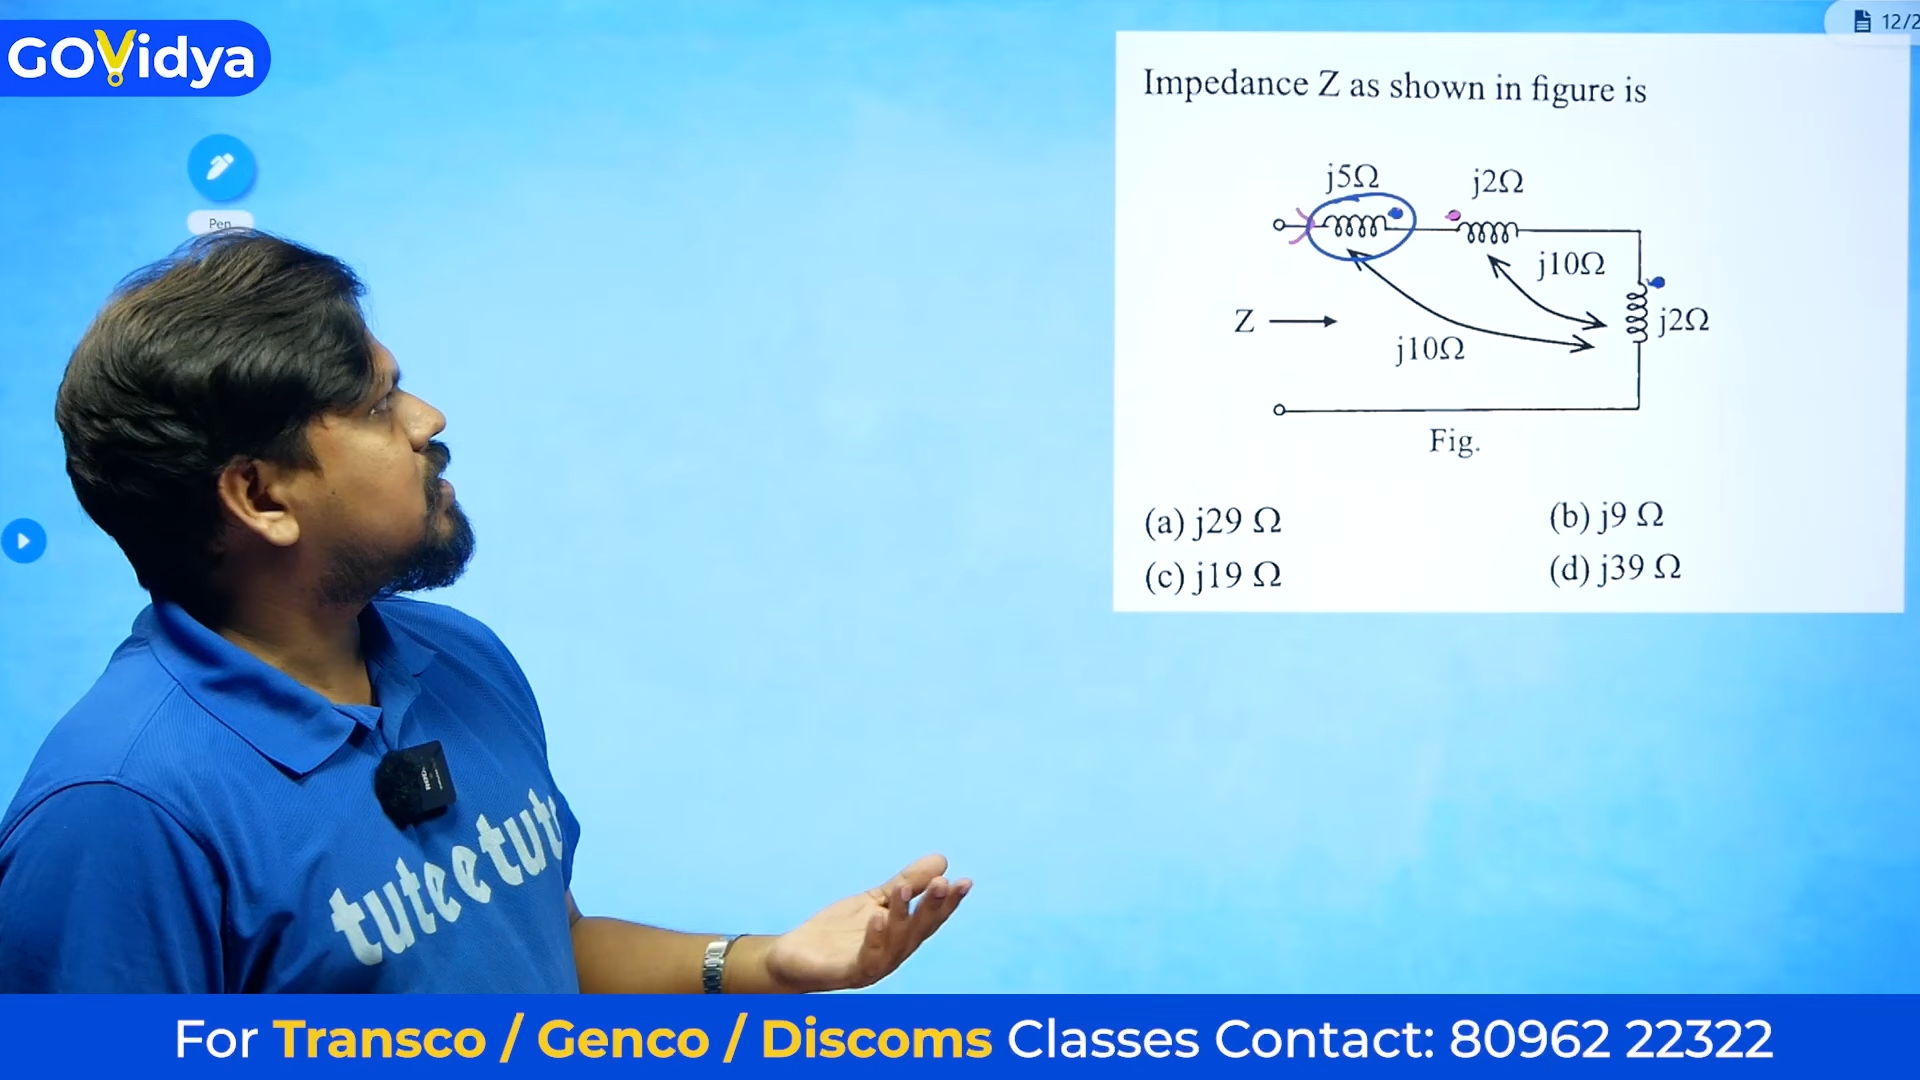 GOVidya
12/2
Pen
Impedance Z as shown in figure is
j5Ω
j2Ω
j10Ω
Z
j2Ω
j10Ω
Fig.
(a) j29 Ω
(b) j9 Ω
(c) j19 Ω
(d) j39 Ω
tuteetut
For Transco / Genco / Discoms Classes Contact: 80962 22322